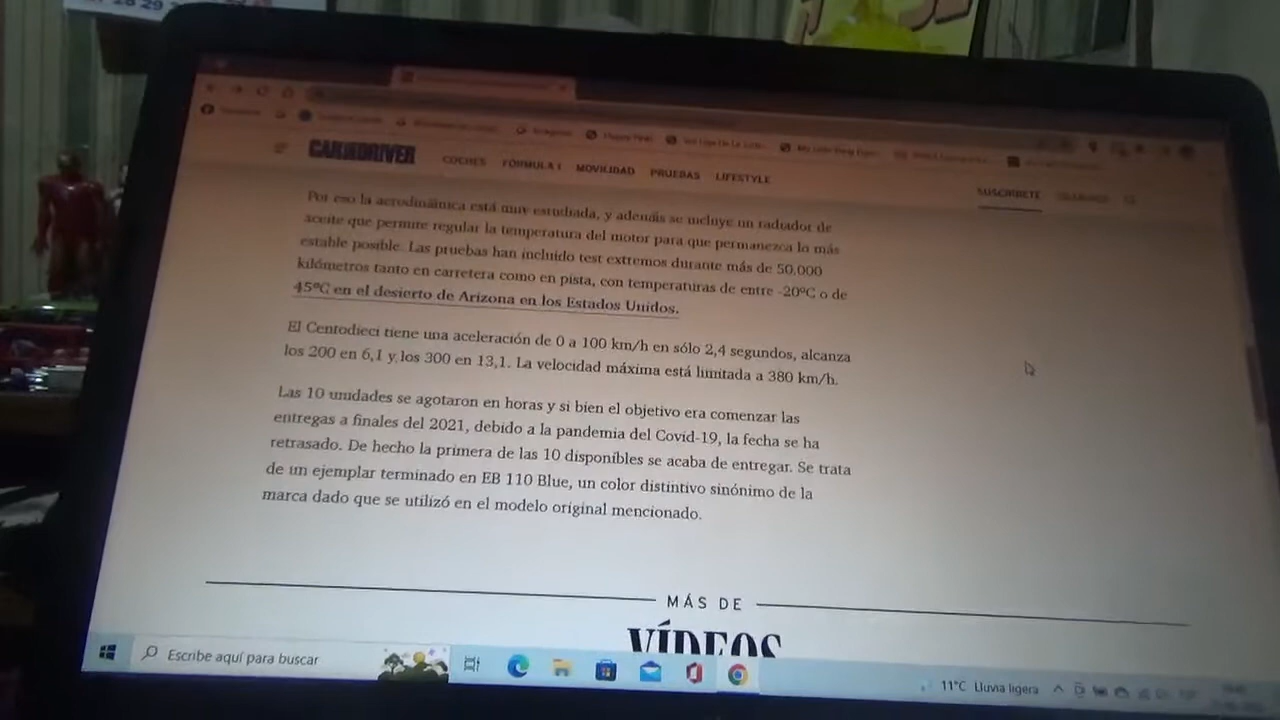 28 29
CAR AND DRIVER
COCHES FÓRMULA 1 MOVILIDAD PRUEBAS LIFESTYLE
SUSCRÍBETE
Por eso la aerodinámica está muy estudiada, y además se incluye un radiador de
aceite que permite regular la temperatura del motor para que permanezca lo más
estable posible. Las pruebas han incluido test extremos durante más de 50.000
kilómetros tanto en carretera como en pista, con temperaturas de entre -20ºC o de
45ºC en el desierto de Arizona en los Estados Unidos.
El Centodieci tiene una aceleración de 0 a 100 km/h en sólo 2,4 segundos, alcanza
los 200 en 6,1 y los 300 en 13,1. La velocidad máxima está limitada a 380 km/h.
Las 10 unidades se agotaron en horas y si bien el objetivo era comenzar las
entregas a finales del 2021, debido a la pandemia del Covid-19, la fecha se ha
retrasado. De hecho la primera de las 10 disponibles se acaba de entregar. Se trata
de un ejemplar terminado en EB 110 Blue, un color distintivo sinónimo de la
marca dado que se utilizó en el modelo original mencionado.
MÁS DE
VÍDEOS
Escribe aquí para buscar
11°C Lluvia ligera